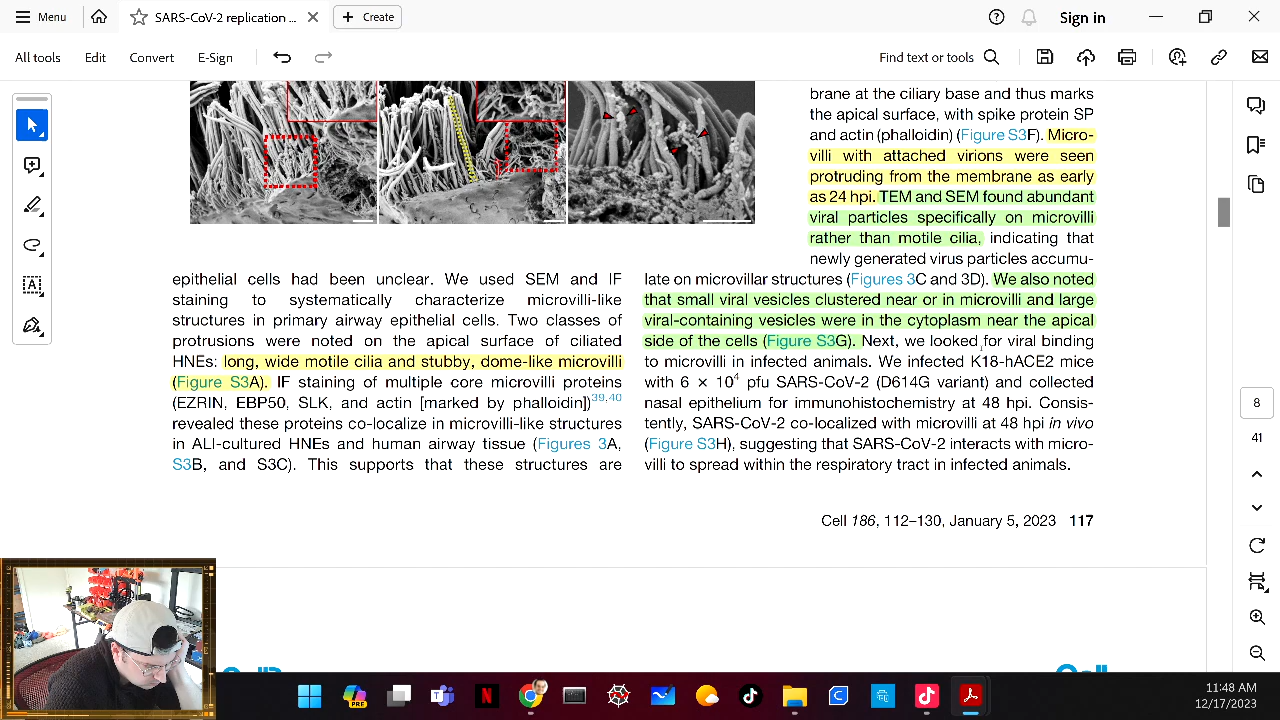 Menu
SARS-CoV-2 replication ...
Create
Sign in
All tools
Edit
Convert
E-Sign
Find text or tools
brane at the ciliary base and thus marks
the apical surface, with spike protein SP
and actin (phalloidin) (Figure S3F). Micro-
villi with attached virions were seen
protruding from the membrane as early
as 24 hpi. TEM and SEM found abundant
viral particles specifically on microvilli
rather than motile cilia, indicating that
newly generated virus particles accumu-
epithelial cells had been unclear. We used SEM and IF
staining to systematically characterize microvilli-like
structures in primary airway epithelial cells. Two classes of
protrusions were noted on the apical surface of ciliated
HNEs: long, wide motile cilia and stubby, dome-like microvilli
(Figure S3A). IF staining of multiple core microvilli proteins
(EZRIN, EBP50, SLK, and actin [marked by phalloidin])39,40
revealed these proteins co-localize in microvilli-like structures
in ALI-cultured HNEs and human airway tissue (Figures 3A,
S3B, and S3C). This supports that these structures are
late on microvillar structures (Figures 3C and 3D). We also noted
that small viral vesicles clustered near or in microvilli and large
viral-containing vesicles were in the cytoplasm near the apical
side of the cells (Figure S3G). Next, we looked for viral binding
to microvilli in infected animals. We infected K18-hACE2 mice
with 6 × 10⁴ pfu SARS-CoV-2 (D614G variant) and collected
nasal epithelium for immunohistochemistry at 48 hpi. Consis-
tently, SARS-CoV-2 co-localized with microvilli at 48 hpi in vivo
(Figure S3H), suggesting that SARS-CoV-2 interacts with micro-
villi to spread within the respiratory tract in infected animals.
Cell 186, 112–130, January 5, 2023 117
8
41
PRE
11:48 AM
12/17/2023